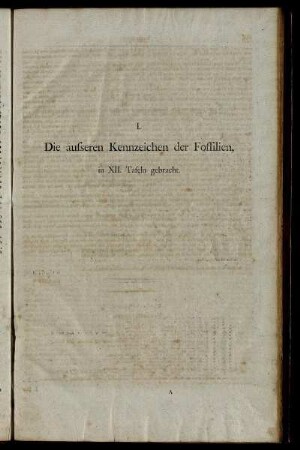 I.
Die äuſseren Kennzeichen der Foſſilien,
in XII. Tafeln gebracht.
A